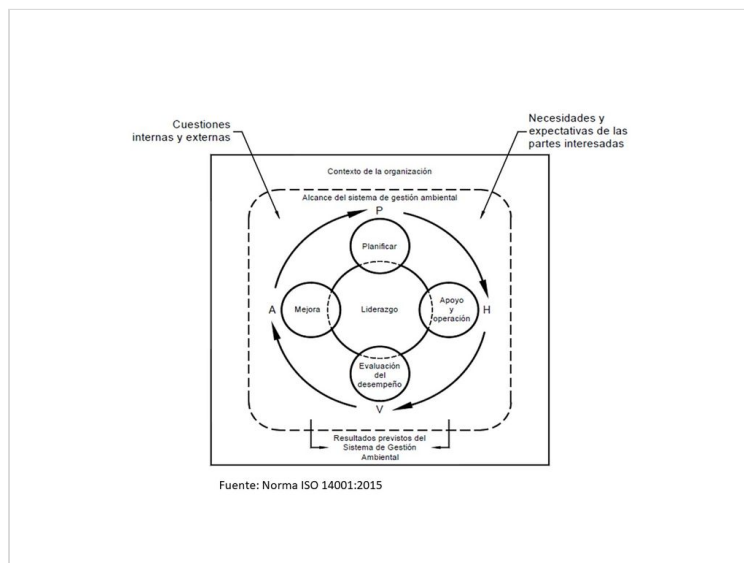 Cuestiones
internas y externas
Necesidades y
expectativas de las
partes interesadas
Contexto de la organización
Alcance del sistema de gestión ambiental
P
Planificar
A
Mejora
Liderazgo
Apoyo
y
operación
H
Evaluación
del
desempeño
V
Resultados previstos del
Sistema de Gestión
Ambiental
Fuente: Norma ISO 14001:2015